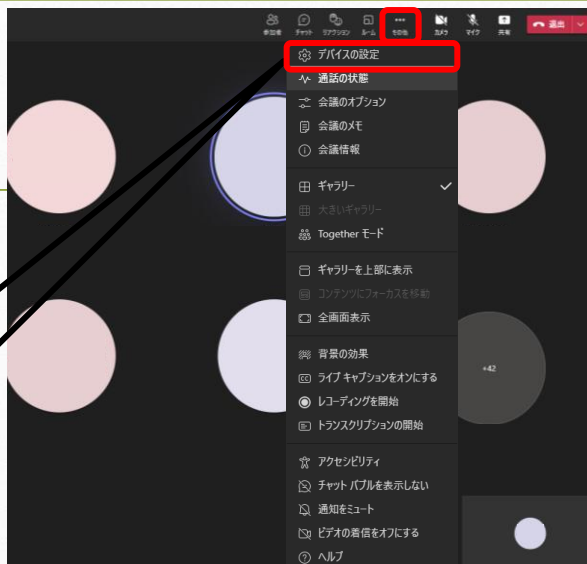 参加者 チャット リアクション ルーム その他 カメラ マイク 共有 退出
デバイスの設定
通話の状態
会議のオプション
会議のメモ
会議情報
ギャラリー
大きいギャラリー
Together モード
ギャラリーを上部に表示
コンテンツにフォーカスを移動
全画面表示
背景の効果
CC ライブ キャプションをオンにする
レコーディングを開始
トランスクリプションの開始
アクセシビリティ
チャット バブルを表示しない
通知をミュート
ビデオの着信をオフにする
ヘルプ
+42